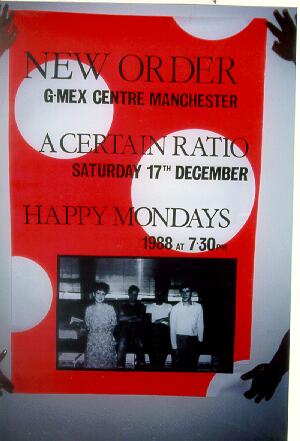 NEW ORDER
G-MEX CENTRE MANCHESTER
A CERTAIN RATIO
SATURDAY 17TH DECEMBER
HAPPY MONDAYS
1988 AT 7·30PM